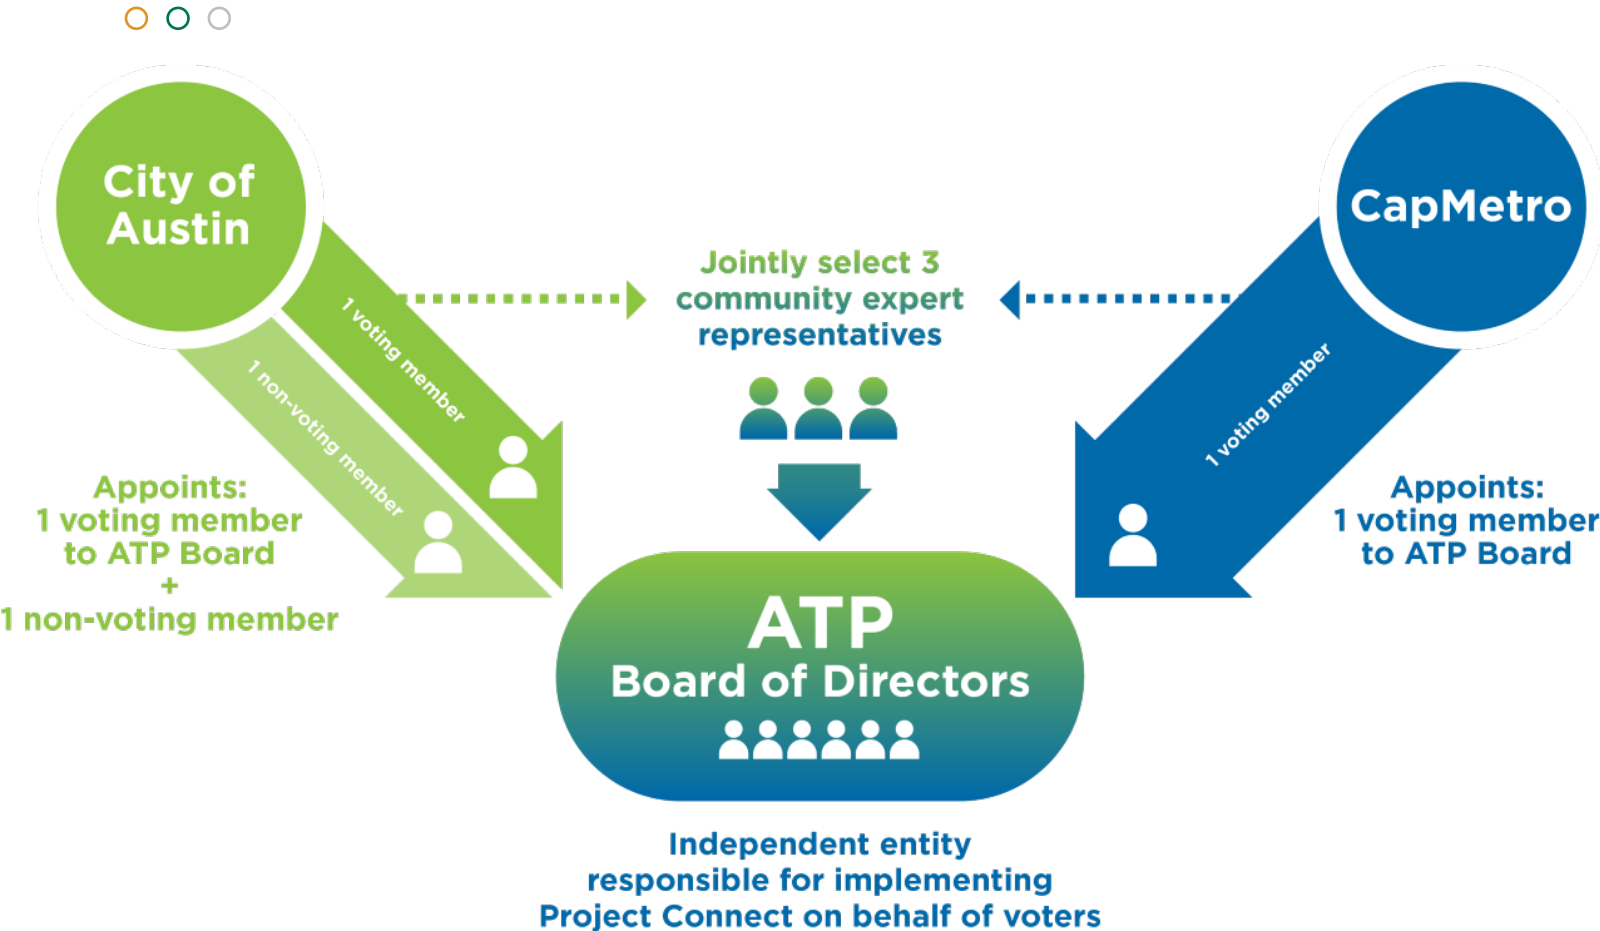 City of
Austin
CapMetro
Jointly select 3
community expert
representatives
1 voting member
1 non-voting member
1 voting member
Appoints:
1 voting member
to ATP Board
+
1 non-voting member
Appoints:
1 voting member
to ATP Board
ATP
Board of Directors
Independent entity
responsible for implementing
Project Connect on behalf of voters